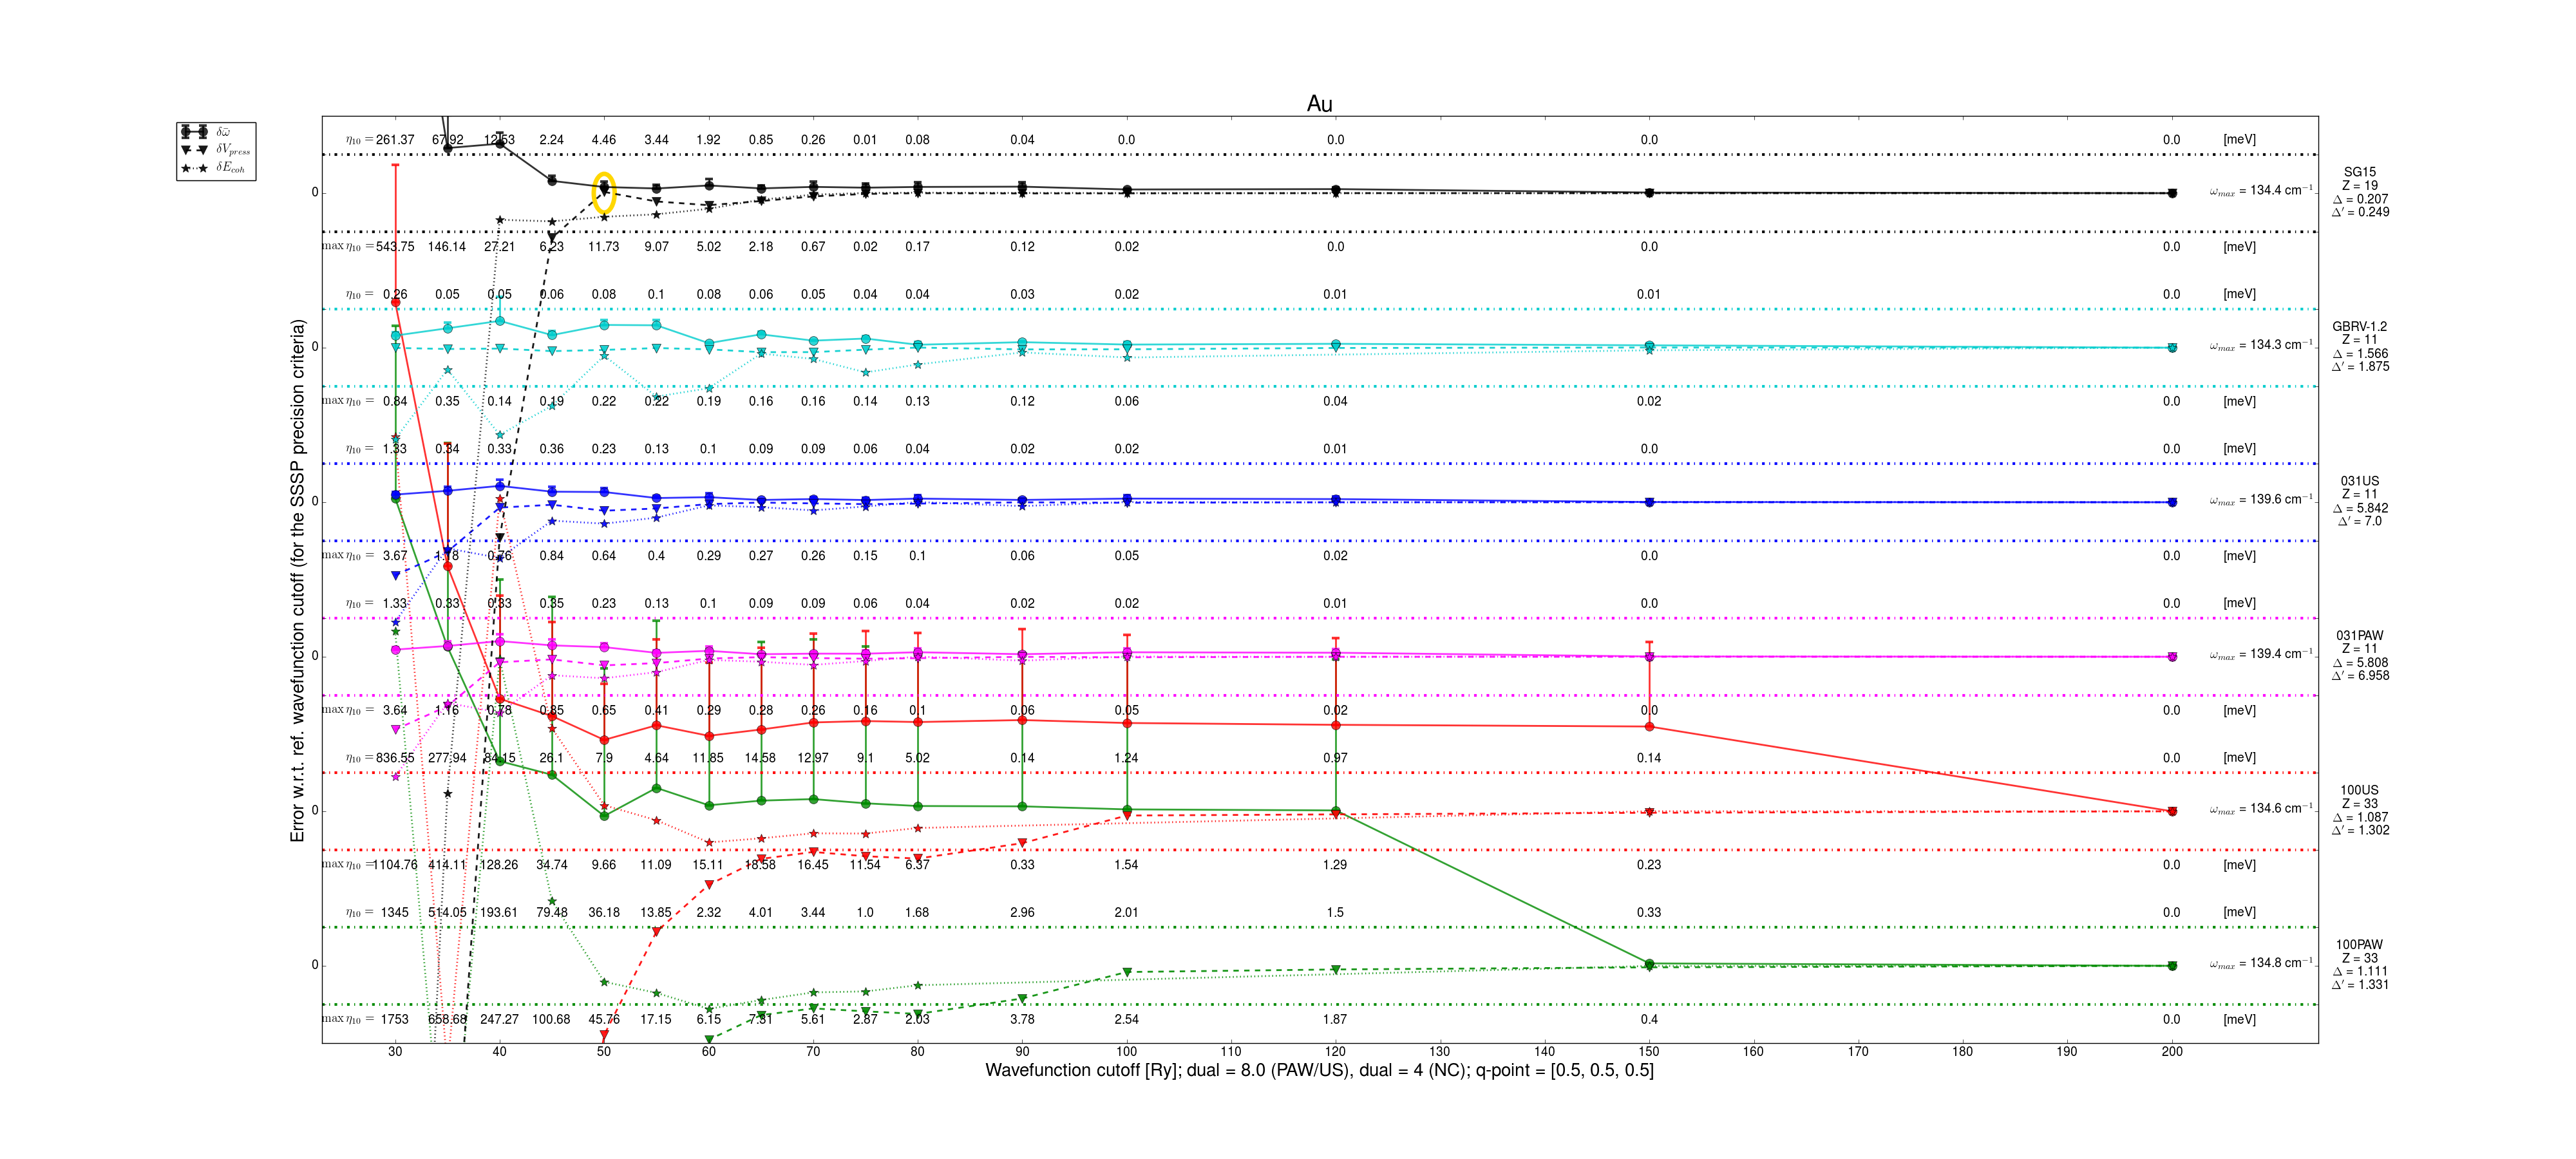 Au
δω̄
δV_press
δE_coh
Error w.r.t. ref. wavefunction cutoff (for the SSSP precision criteria)
η₁₀ = 261.37 67.92 12.53 2.24 4.46 3.44 1.92 0.85 0.26 0.01 0.08 0.04 0.0 0.0 0.0 0.0 [meV]
0
ω_max = 134.4 cm⁻¹
SG15
Z = 19
Δ = 0.207
Δ' = 0.249
max η₁₀ = 543.75 146.14 27.21 6.23 11.73 9.07 5.02 2.18 0.67 0.02 0.17 0.12 0.02 0.0 0.0 0.0 [meV]
η₁₀ = 0.26 0.05 0.05 0.06 0.08 0.1 0.08 0.06 0.05 0.04 0.04 0.03 0.02 0.01 0.01 0.0 [meV]
0
ω_max = 134.3 cm⁻¹
GBRV-1.2
Z = 11
Δ = 1.566
Δ' = 1.875
max η₁₀ = 0.84 0.35 0.14 0.19 0.22 0.22 0.19 0.16 0.16 0.14 0.13 0.12 0.06 0.04 0.02 0.0 [meV]
η₁₀ = 1.33 0.34 0.33 0.36 0.23 0.13 0.1 0.09 0.09 0.06 0.04 0.02 0.02 0.01 0.0 0.0 [meV]
0
ω_max = 139.6 cm⁻¹
031US
Z = 11
Δ = 5.842
Δ' = 7.0
max η₁₀ = 3.67 1.18 0.76 0.84 0.64 0.4 0.29 0.27 0.26 0.15 0.1 0.06 0.05 0.02 0.0 0.0 [meV]
η₁₀ = 1.33 0.33 0.33 0.35 0.23 0.13 0.1 0.09 0.09 0.06 0.04 0.02 0.02 0.01 0.0 0.0 [meV]
0
ω_max = 139.4 cm⁻¹
031PAW
Z = 11
Δ = 5.808
Δ' = 6.958
max η₁₀ = 3.64 1.16 0.78 0.85 0.65 0.41 0.29 0.28 0.26 0.16 0.1 0.06 0.05 0.02 0.0 0.0 [meV]
η₁₀ = 836.55 277.94 84.15 26.1 7.9 4.64 11.85 14.58 12.97 9.1 5.02 0.14 1.24 0.97 0.14 0.0 [meV]
0
ω_max = 134.6 cm⁻¹
100US
Z = 33
Δ = 1.087
Δ' = 1.302
max η₁₀ = 1104.76 414.11 128.26 34.74 9.66 11.09 15.11 18.58 16.45 11.54 6.37 0.33 1.54 1.29 0.23 0.0 [meV]
η₁₀ = 1345 514.05 193.61 79.48 36.18 13.85 2.32 4.01 3.44 1.0 1.68 2.96 2.01 1.5 0.33 0.0 [meV]
0
ω_max = 134.8 cm⁻¹
100PAW
Z = 33
Δ = 1.111
Δ' = 1.331
max η₁₀ = 1753 658.68 247.27 100.68 45.76 17.15 6.15 7.31 5.61 2.87 2.03 3.78 2.54 1.87 0.4 0.0 [meV]
30 40 50 60 70 80 90 100 110 120 130 140 150 160 170 180 190 200
Wavefunction cutoff [Ry]; dual = 8.0 (PAW/US), dual = 4 (NC); q-point = [0.5, 0.5, 0.5]